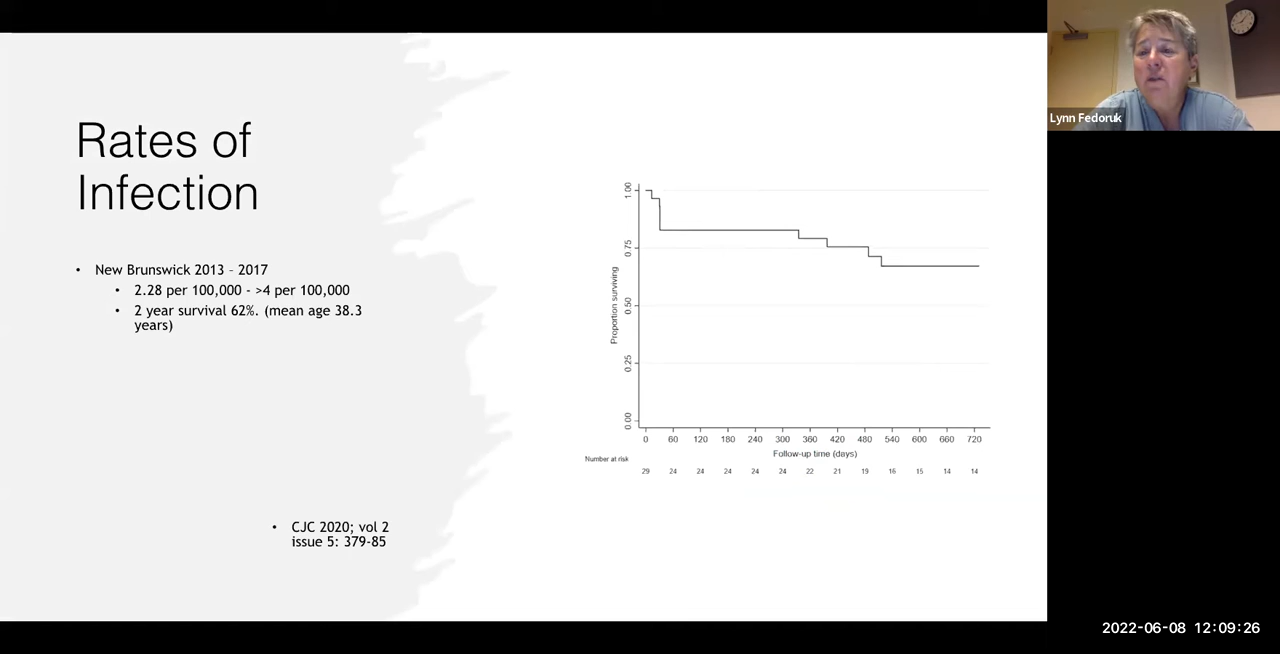 Rates of
Infection
• New Brunswick 2013 - 2017
• 2.28 per 100,000 - >4 per 100,000
• 2 year survival 62%. (mean age 38.3
years)
• CJC 2020; vol 2
issue 5: 379-85
1.00
0.75
0.50
0.25
0.00
Proportion surviving
0 60 120 180 240 300 360 420 480 540 600 660 720
Follow-up time (days)
Number at risk
29 24 24 24 24 24 22 21 19 16 15 14 14
Lynn Fedoruk
2022-06-08 12:09:26